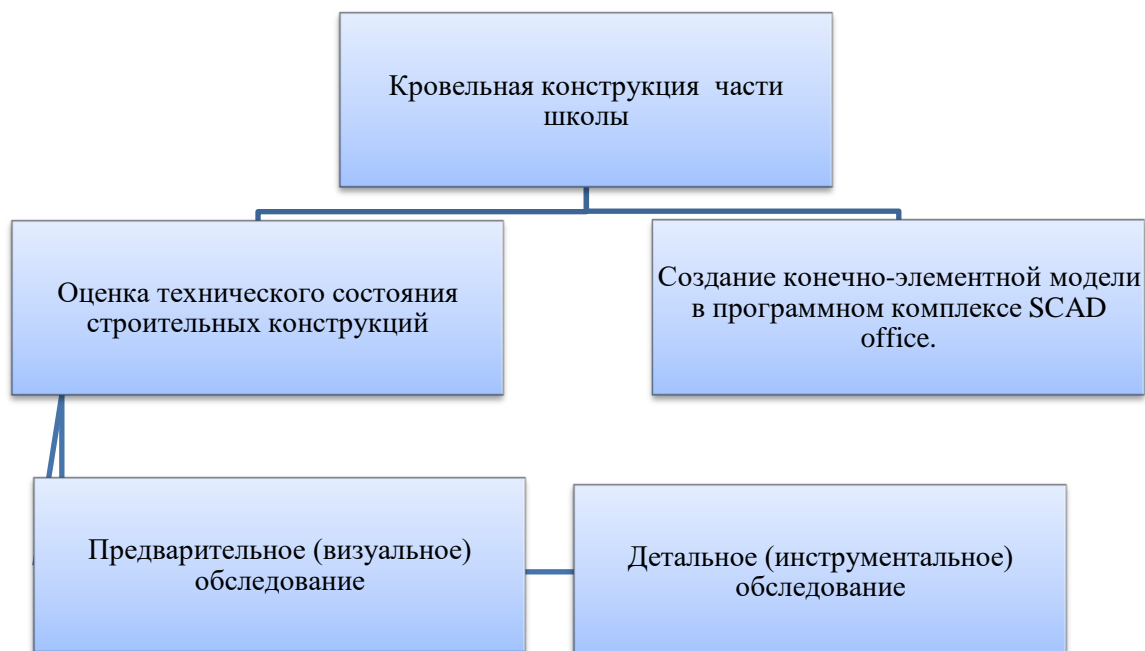 Кровельная конструкция части
школы
Оценка технического состояния
строительных конструкций
Создание конечно-элементной модели
в программном комплексе SCAD
office.
Предварительное (визуальное)
обследование
Детальное (инструментальное)
обследование